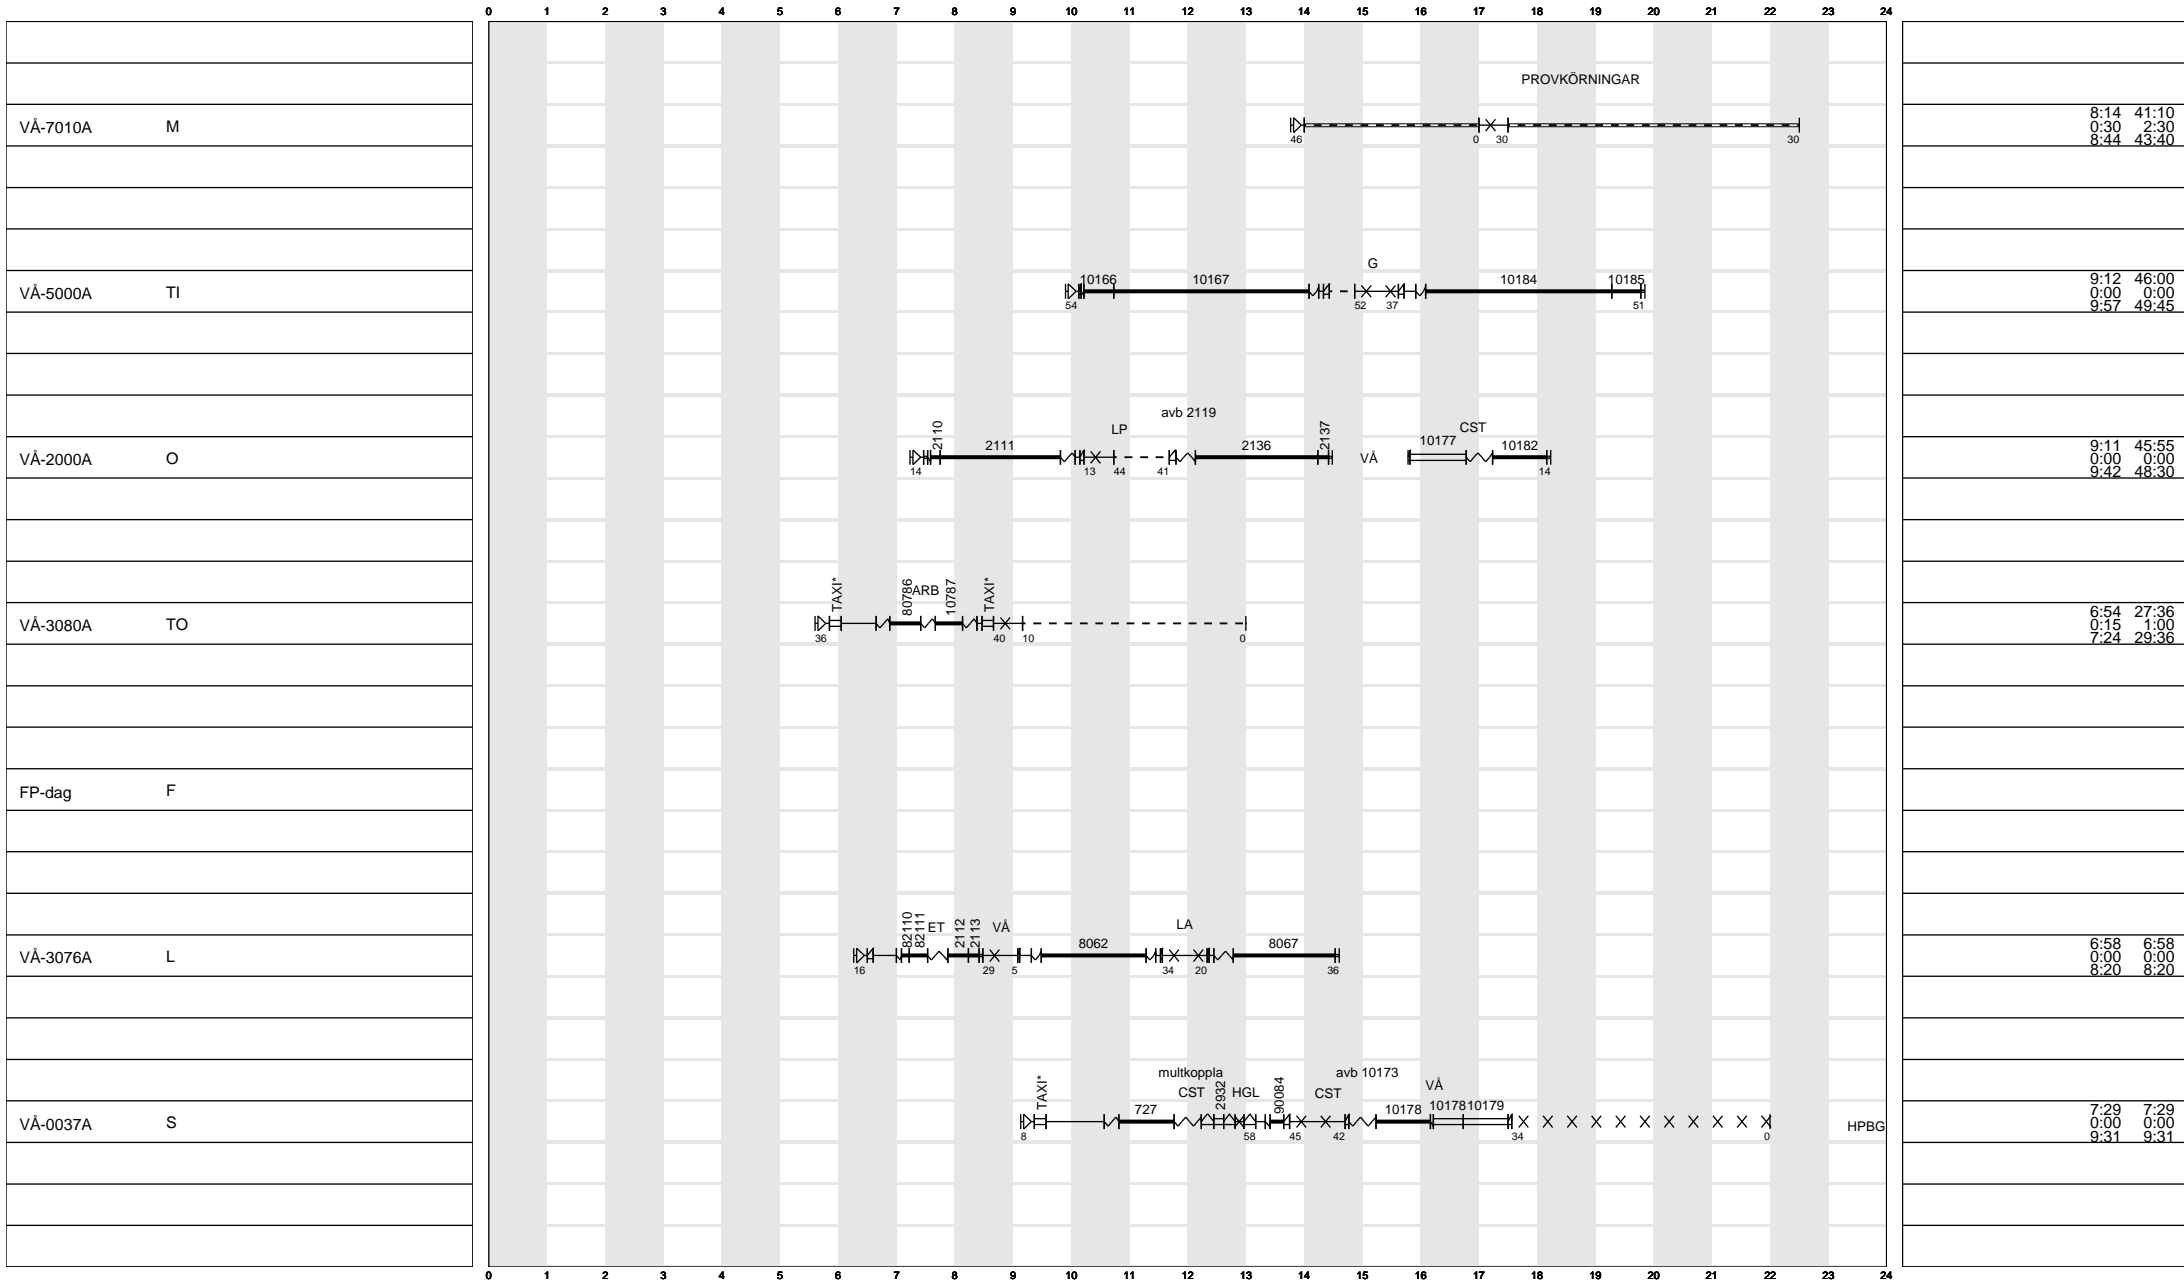 0 1 2 3 4 5 6 7 8 9 10 11 12 13 14 15 16 17 18 19 20 21 22 23 24
PROVKÖRNINGAR
VÅ-7010A M
46 0 30 30
8:14 41:10
0:30 2:30
8:44 43:40
G
10166 10167 10184 10185
VÅ-5000A TI
54 52 37 51
9:12 46:00
0:00 0:00
9:57 49:45
avb 2119
LP CST
2110 2111 2136 2137 10177 10182
VÅ-2000A O VÅ
14 13 44 41 14
9:11 45:55
0:00 0:00
9:42 48:30
TAXI* 80786 ARB 10787 TAXI*
VÅ-3080A TO
36 40 10 0
6:54 27:36
0:15 1:00
7:24 29:36
FP-dag F
82110 82111 ET 2112 2113 VÅ LA
8062 8067
VÅ-3076A L
16 29 5 34 20 36
6:58 6:58
0:00 0:00
8:20 8:20
multkoppla avb 10173
TAXI* CST 2932 HGL 90084 CST VÅ
727 10178 10178 10179
VÅ-0037A S HPBG
8 58 45 42 34 0
7:29 7:29
0:00 0:00
9:31 9:31
0 1 2 3 4 5 6 7 8 9 10 11 12 13 14 15 16 17 18 19 20 21 22 23 24